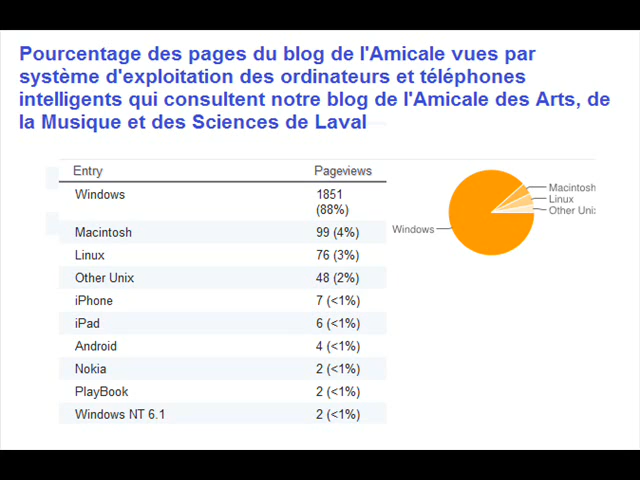 Pourcentage des pages du blog de l'Amicale vues par
système d'exploitation des ordinateurs et téléphones
intelligents qui consultent notre blog de l'Amicale des Arts, de
la Musique et des Sciences de Laval
Entry Pageviews
Windows 1851
(88%)
Macintosh 99 (4%)
Linux 76 (3%)
Other Unix 48 (2%)
iPhone 7 (<1%)
iPad 6 (<1%)
Android 4 (<1%)
Nokia 2 (<1%)
PlayBook 2 (<1%)
Windows NT 6.1 2 (<1%)
Macintosh
Linux
Other Uni
Windows